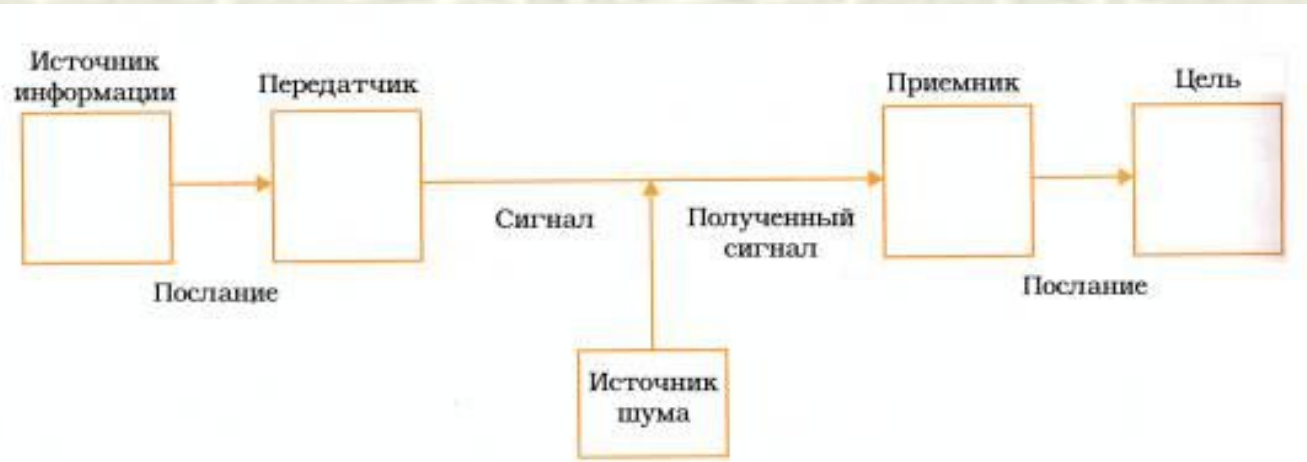 Источник
информации
Передатчик
Приемник
Цель
Сигнал
Полученный
сигнал
Послание
Послание
Источник
шума